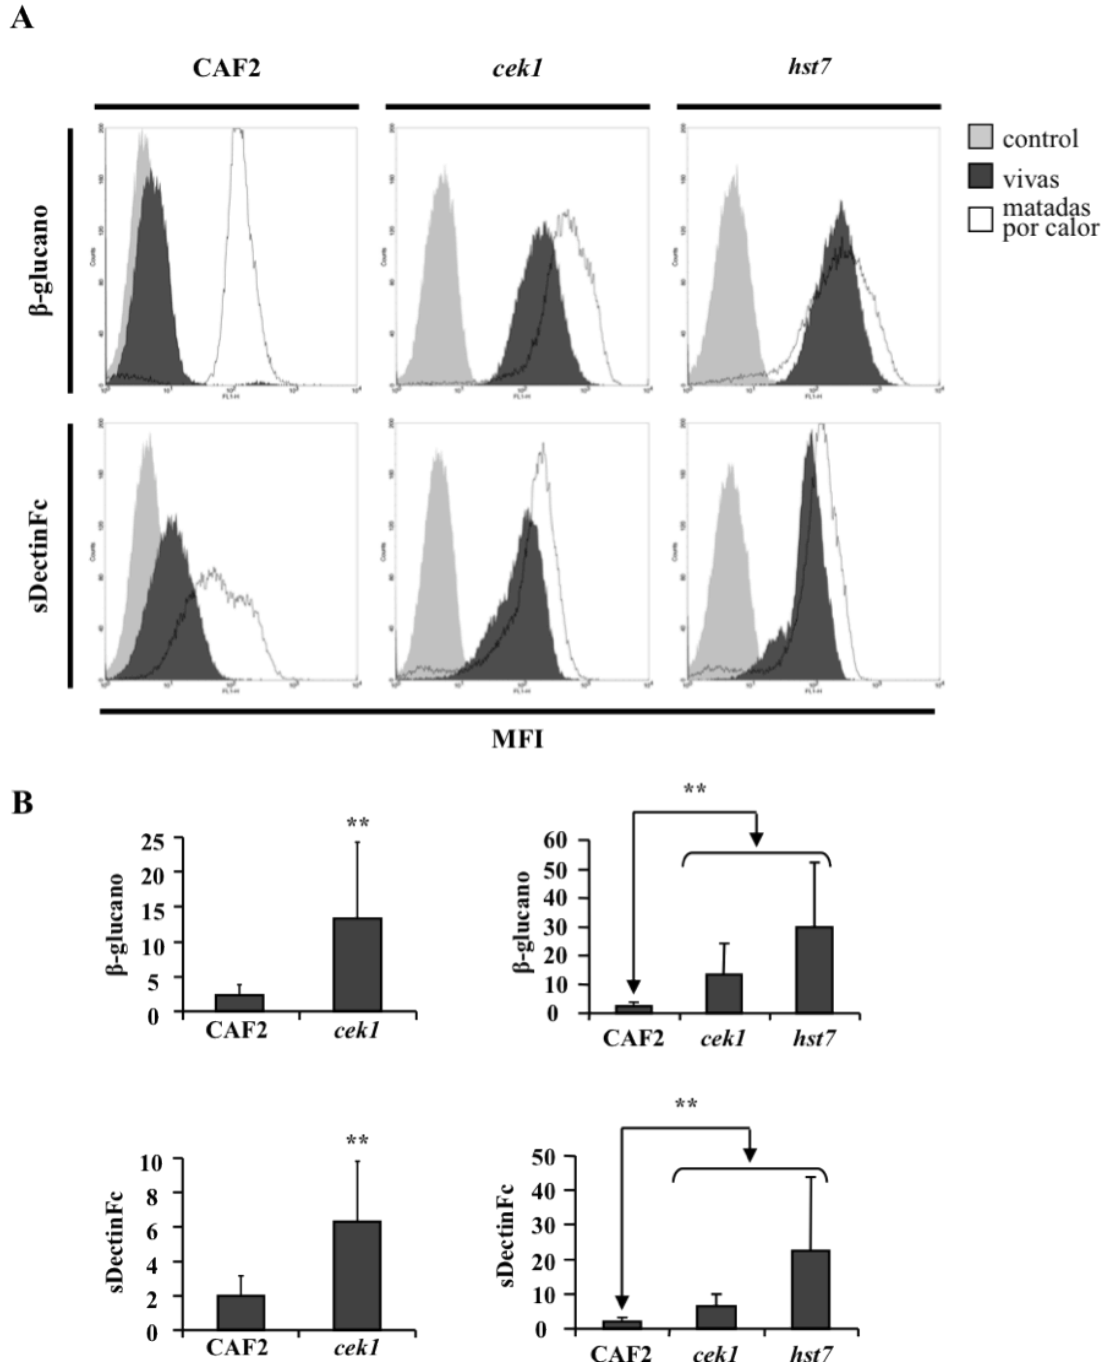 A
CAF2 cek1 hst7
control
vivas
matadas
por calor
β-glucano
sDectinFc
Counts
FL1-H
MFI
B
**
25
20
15
10
5
0
β-glucano
CAF2 cek1
**
60
50
40
30
20
10
0
β-glucano
CAF2 cek1 hst7
**
10
8
6
4
2
0
sDectinFc
CAF2 cek1
**
50
40
30
20
10
0
sDectinFc
CAF2 cek1 hst7